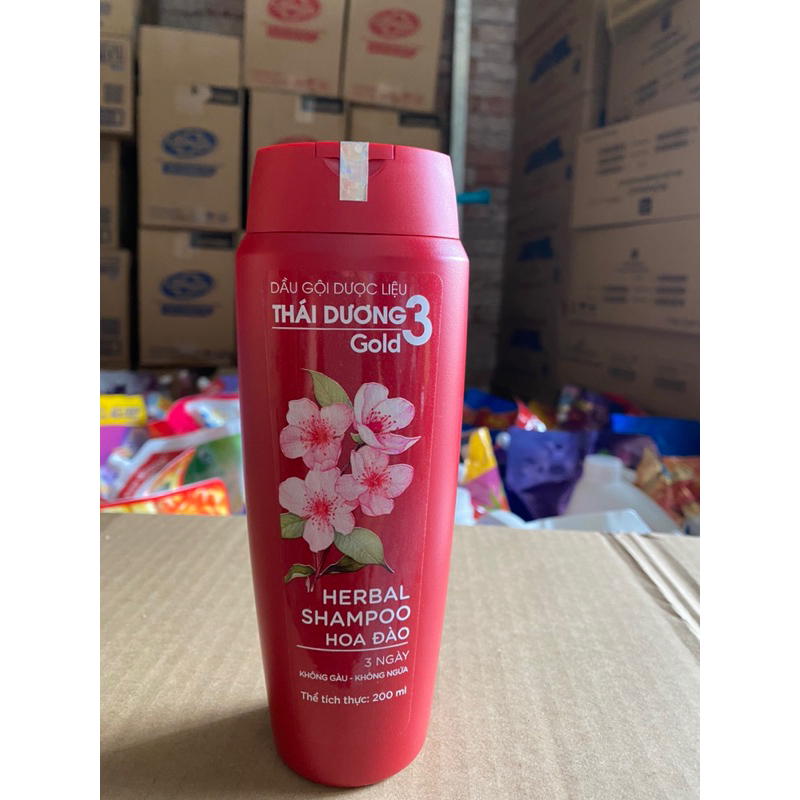 DẦU GỘI DƯỢC LIỆU
THÁI DƯƠNG 3
Gold
HERBAL
SHAMPOO
HOA ĐÀO
3 NGÀY
KHÔNG GÀU - KHÔNG NGỨA
Thể tích thực: 200 ml